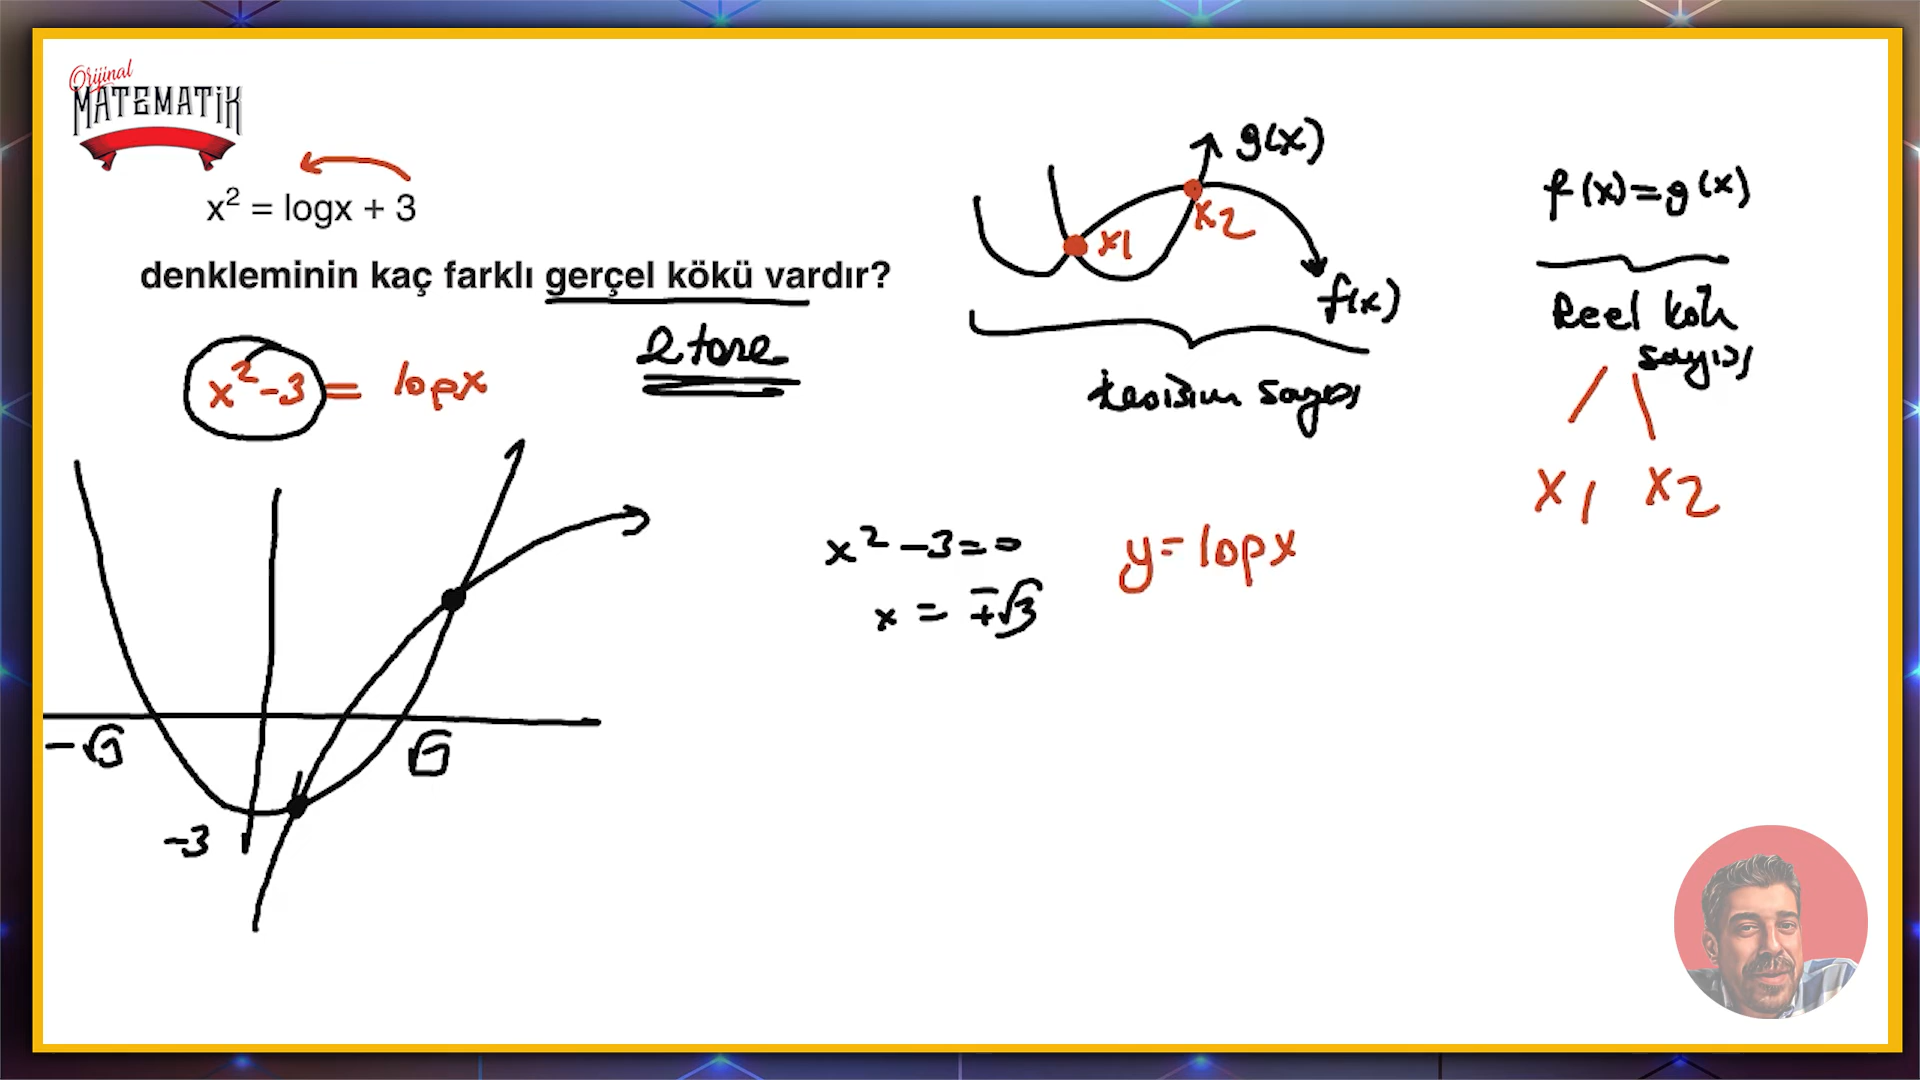 Orijinal
MATEMATİK
x² = logx + 3
denkleminin kaç farklı gerçel kökü vardır?
2 tane
x²-3 = logx
g(x)
x1
x2
f(x)
kesişim sayısı
f(x)=g(x)
Reel kök
sayısı
x1 x2
x²-3=0
x = ∓√3
y=logx
-√3
√3
-3